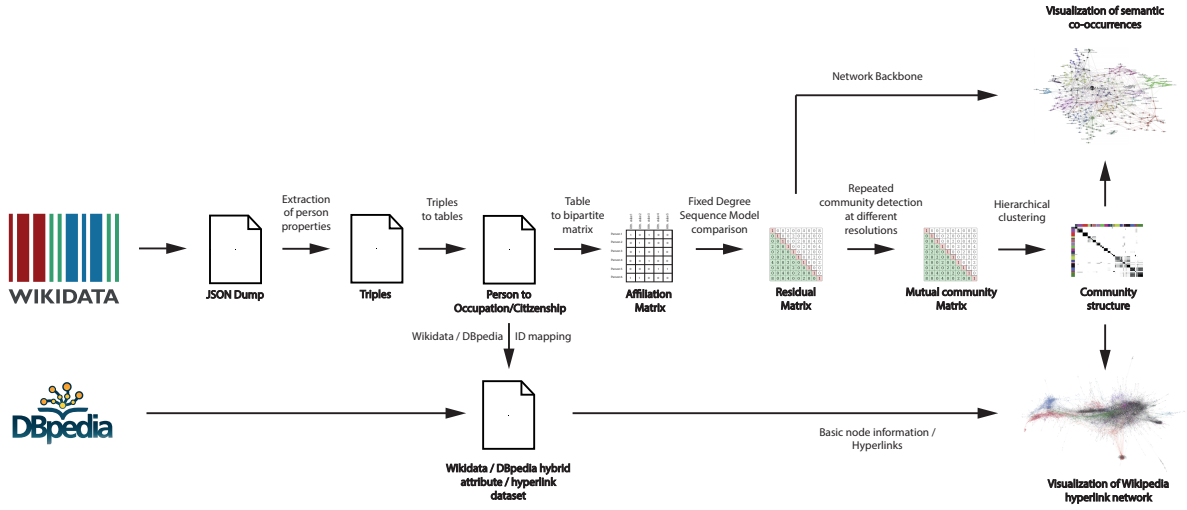 Visualization of semantic
co-occurrences
Network Backbone
Extraction
of person
properties
Triples
to tables
Table
to bipartite
matrix
Fixed Degree
Sequence Model
comparison
Repeated
community detection
at different
resolutions
Hierarchical
clustering
WIKIDATA
JSON Dump
Triples
Person to
Occupation/Citizenship
Affiliation
Matrix
Residual
Matrix
Mutual community
Matrix
Community
structure
Wikidata / DBpedia
ID mapping
DBpedia
Basic node information /
Hyperlinks
Wikidata / DBpedia hybrid
attribute / hyperlink
dataset
Visualization of Wikipedia
hyperlink network